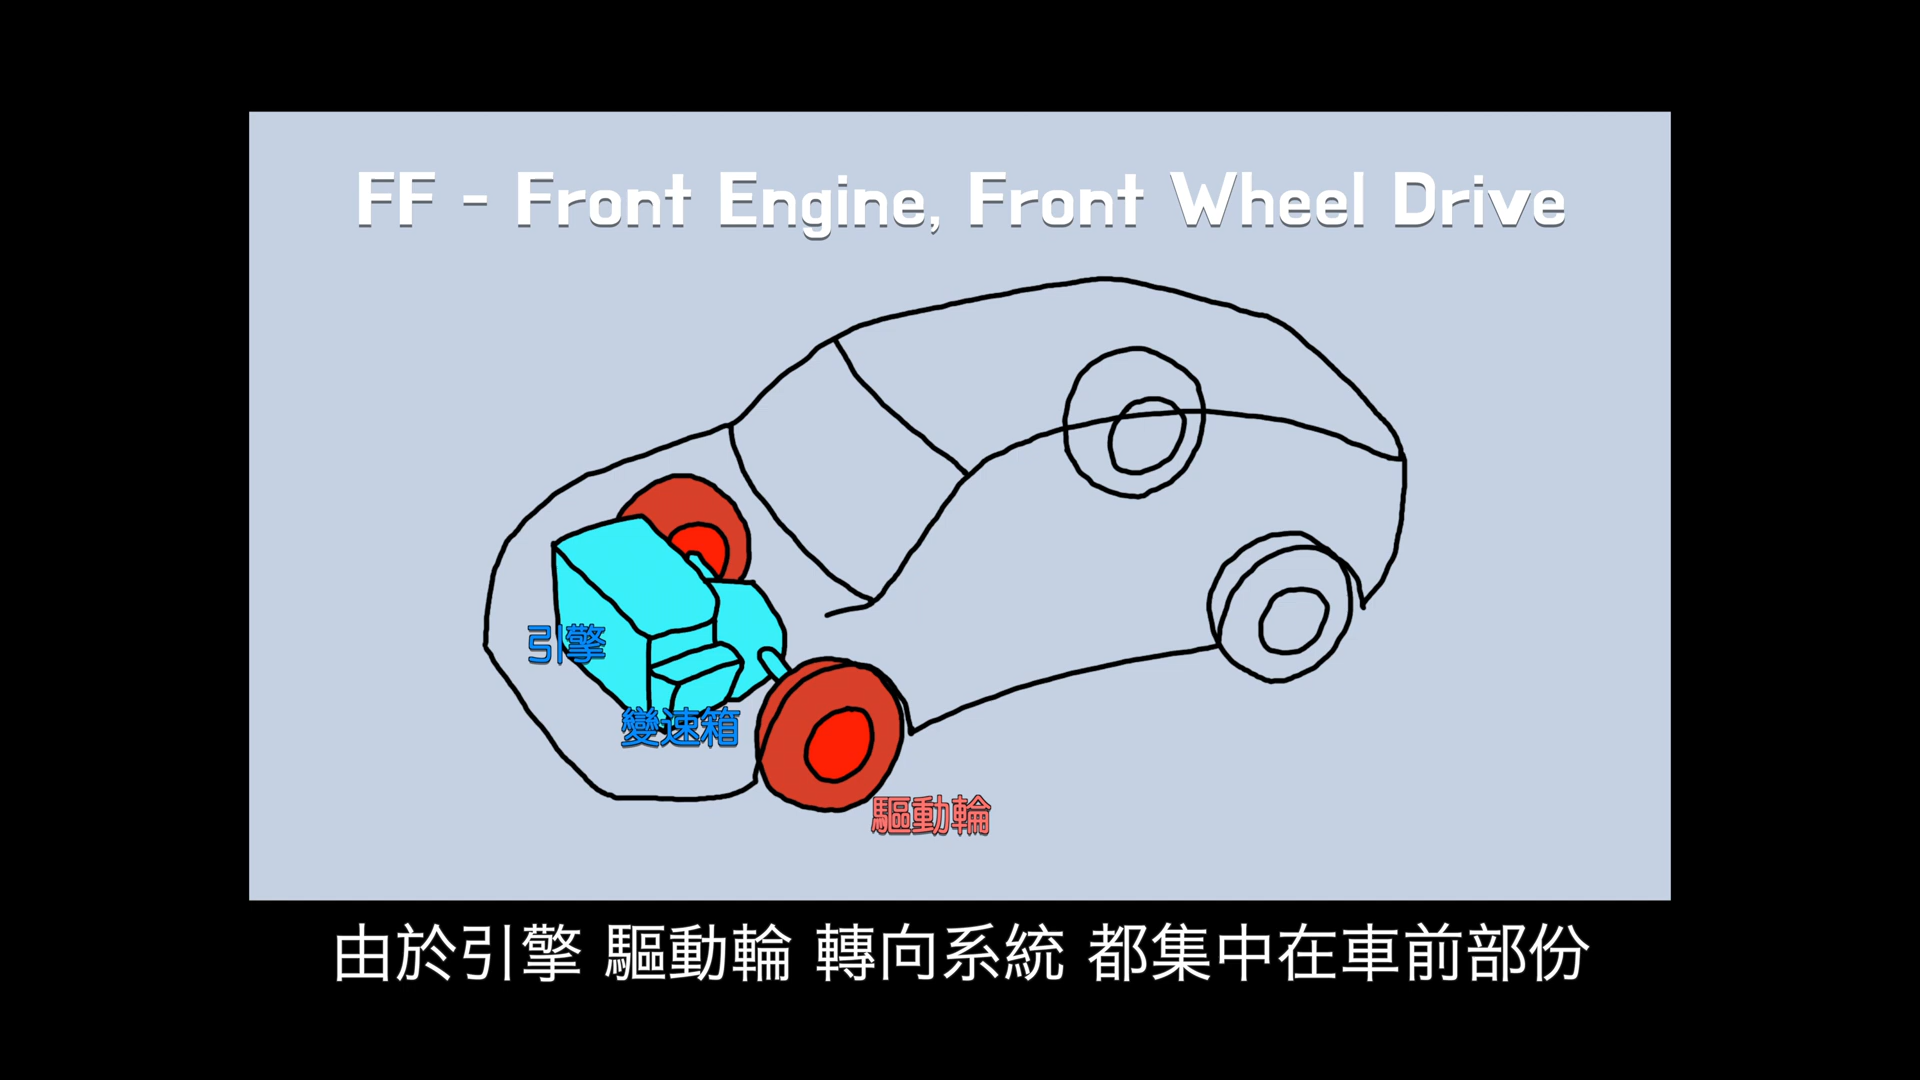 FF - Front Engine, Front Wheel Drive
引擎
變速箱
驅動輪
由於引擎 驅動輪 轉向系統 都集中在車前部份